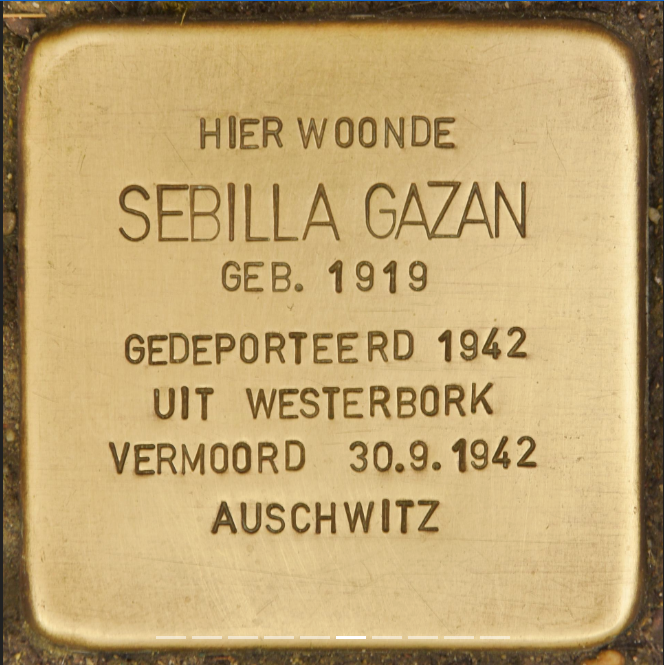 HIER WOONDE
SEBILLA GAZAN
GEB. 1919
GEDEPORTEERD 1942
UIT WESTERBORK
VERMOORD 30.9.1942
AUSCHWITZ